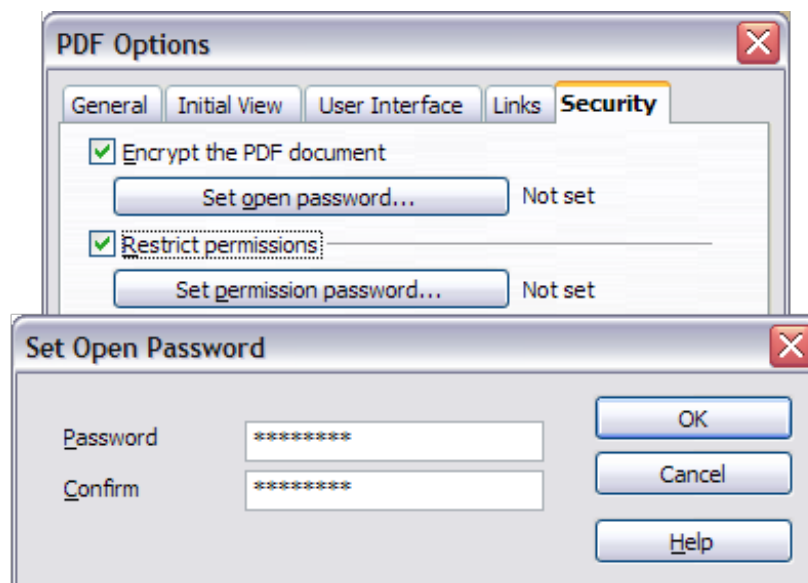 PDF Options
General Initial View User Interface Links Security
Encrypt the PDF document
Set open password... Not set
Restrict permissions
Set permission password... Not set
Set Open Password
Password ********
OK
Confirm ********
Cancel
Help